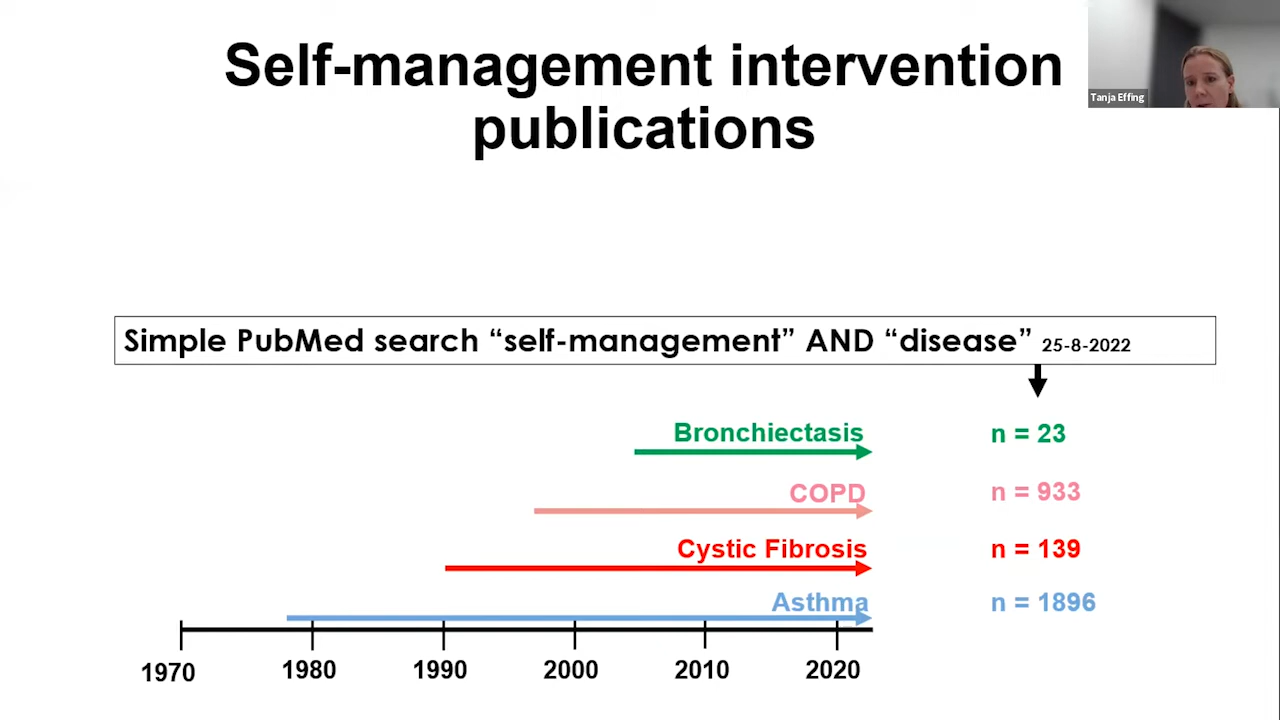 Self-management intervention
publications
Tanja Effing
Simple PubMed search “self-management” AND “disease” 25-8-2022
Bronchiectasis n = 23
COPD n = 933
Cystic Fibrosis n = 139
Asthma n = 1896
1970 1980 1990 2000 2010 2020